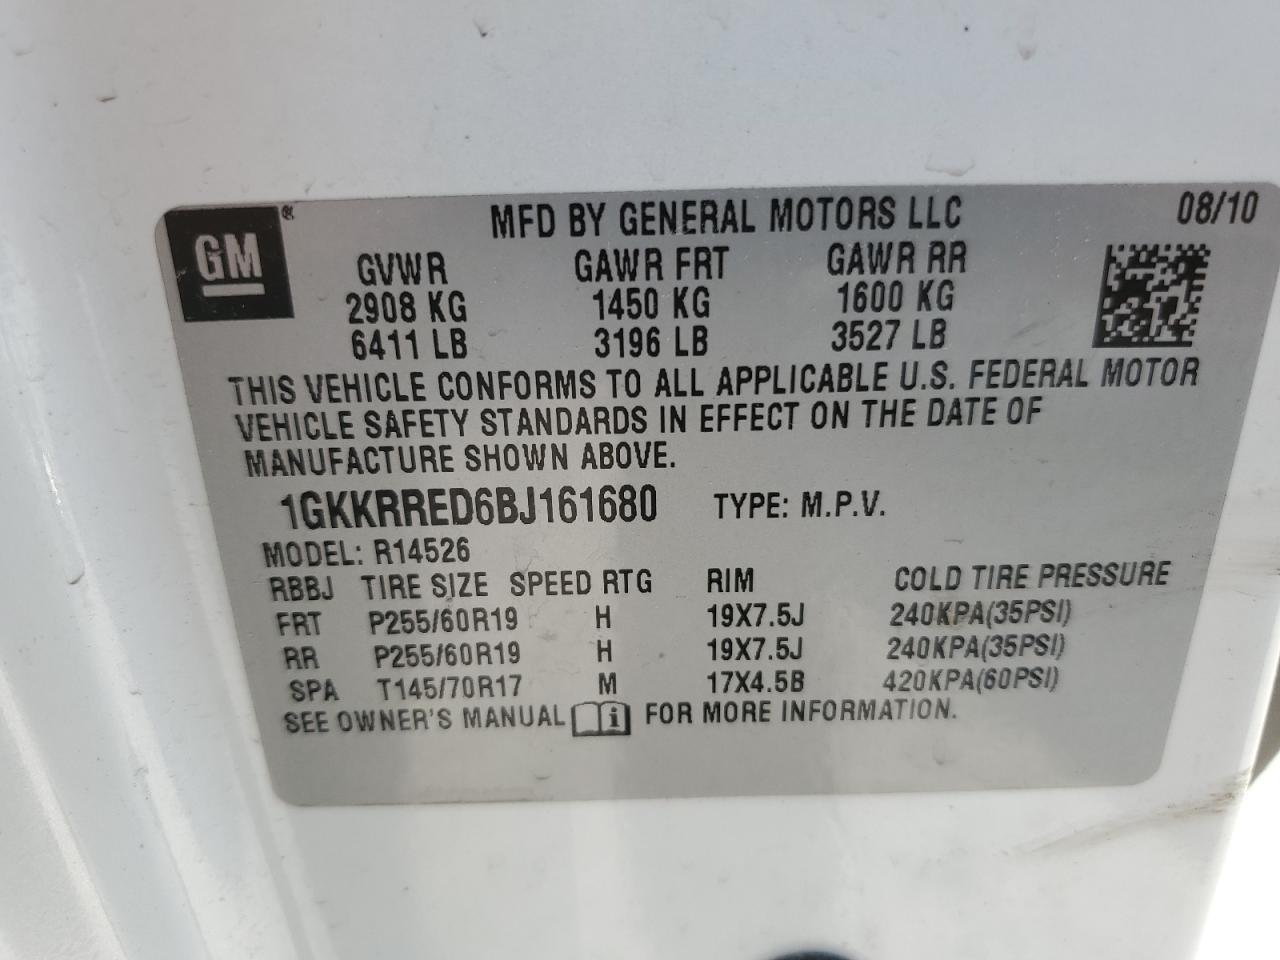 GM ®
MFD BY GENERAL MOTORS LLC 08/10
GVWR GAWR FRT GAWR RR
2908 KG 1450 KG 1600 KG
6411 LB 3196 LB 3527 LB
THIS VEHICLE CONFORMS TO ALL APPLICABLE U.S. FEDERAL MOTOR
VEHICLE SAFETY STANDARDS IN EFFECT ON THE DATE OF
MANUFACTURE SHOWN ABOVE.
1GKKRRED6BJ161680 TYPE: M.P.V.
MODEL: R14526
RBBJ TIRE SIZE SPEED RTG RIM COLD TIRE PRESSURE
FRT P255/60R19 H 19X7.5J 240KPA(35PSI)
RR P255/60R19 H 19X7.5J 240KPA(35PSI)
SPA T145/70R17 M 17X4.5B 420KPA(60PSI)
SEE OWNER'S MANUAL i FOR MORE INFORMATION.